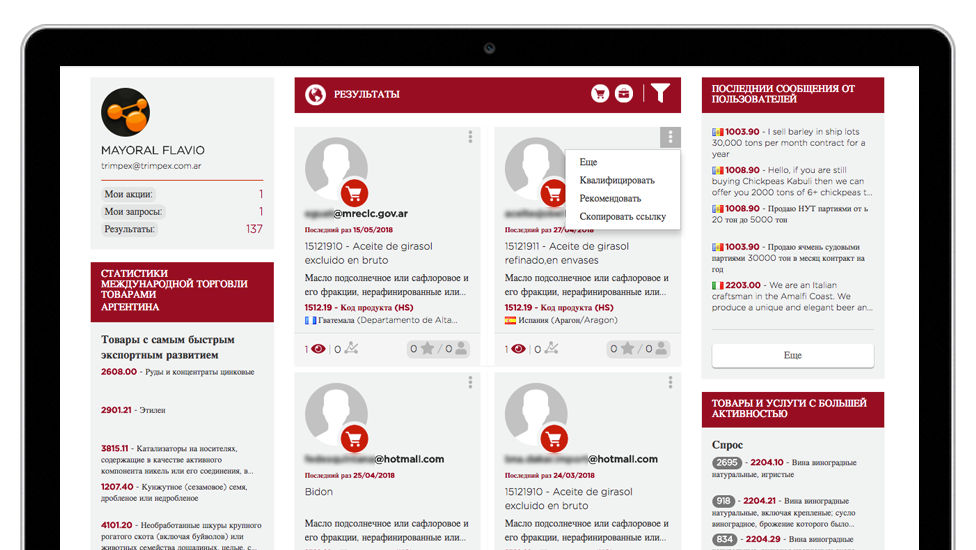 MAYORAL FLAVIO
trimpex@trimpex.com.ar
Мои акции: 1
Мои запросы: 1
Результаты: 137
СТАТИСТИКИ
МЕЖДУНАРОДНОЙ ТОРГОВЛИ
ТОВАРАМИ
АРГЕНТИНА
Товары с самым быстрым
экспортным развитием
2608.00 - Руды и концентраты цинковые
2901.21 - Этилен
3815.11 - Катализаторы на носителях,
содержащие в качестве активного
компонента никель или его соединения, в...
1207.40 - Кунжутное (сезамовое) семя,
дробленое или недробленое
4101.20 - Необработанные шкуры крупного
рогатого скота (включая буйволов) или
животных семейства лошадиных, целые, с...
РЕЗУЛЬТАТЫ
@mrecic.gov.ar
Последний раз 15/05/2018
15121910 - Aceite de girasol
excluido en bruto
Масло подсолнечное или сафлоровое и
его фракции, нерафинированные или...
1512.19 - Код продукта (HS)
Гватемала (Departamento de Alta...
1 | 0
0 / 0
Еще
Квалифицировать
Рекомендовать
Скопировать ссылку
Последний раз 27/04/2018
15121911 - Aceite de girasol
refinado,en envases
Масло подсолнечное или сафлоровое и
его фракции, нерафинированные или...
1512.19 - Код продукта (HS)
Испания (Арагон/Aragon)
1 | 0
0 / 0
@hotmail.com
Последний раз 25/04/2018
Bidon
Масло подсолнечное или сафлоровое и
его фракции, нерафинированные или...
@hotmail.com
Последний раз 24/03/2018
15121910 - Aceite de girasol
excluido en bruto
Масло подсолнечное или сафлоровое и
его фракции, нерафинированные или...
ПОСЛЕДНИИ СООБЩЕНИЯ ОТ
ПОЛЬЗОВАТЕЛЕЙ
1003.90 - I sell barley in ship lots
30,000 tons per month contract for a
year
1008.90 - Hello, if you are still
buying Chickpeas Kabuli then we can
offer you 2000 tons of 6+ chickpeas t...
1008.90 - Продаю НУТ партиями от ь
20 тон до 5000 тон
1003.90 - Продаю ячмень судовыми
партиями 30000 тон в месяц контракт на
год
2203.00 - We are an Italian
craftsman in the Amalfi Coast. We
produce a unique and elegant beer an...
Еще
ТОВАРЫ И УСЛУГИ С БОЛЬШЕЙ
АКТИВНОСТЬЮ
Спрос
2695 - 2204.10 - Вина виноградные
натуральные, игристые
918 - 2204.21 - Вина виноградные
натуральные, включая крепленые; сусло
виноградное, брожение которого было...
834 - 2204.29 - Вина виноградные